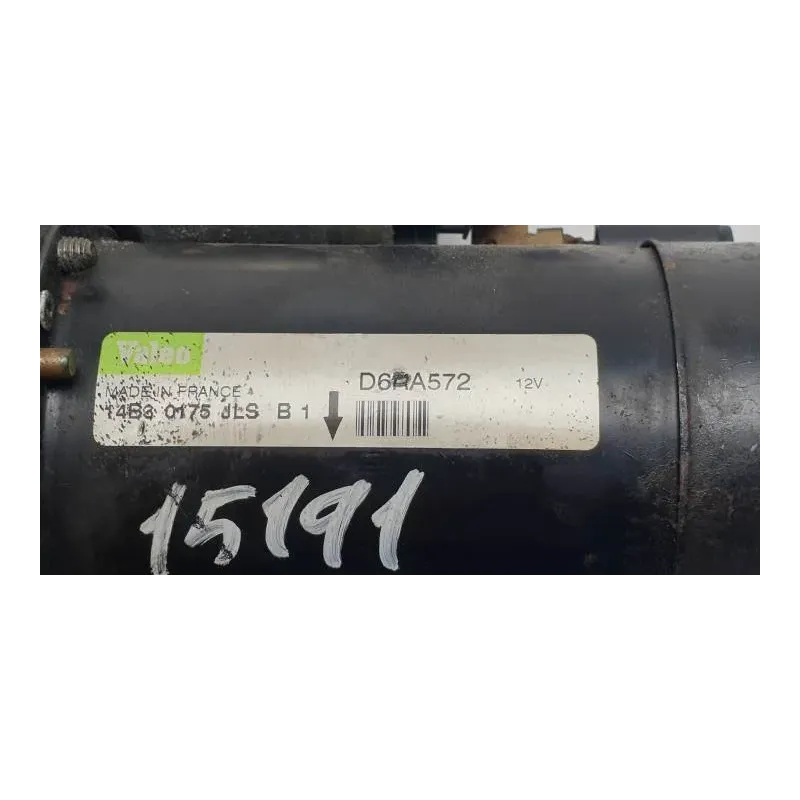 Valeo
MADE IN FRANCE
D6RA572 12V
14B3 0175 JLS B 1
15191